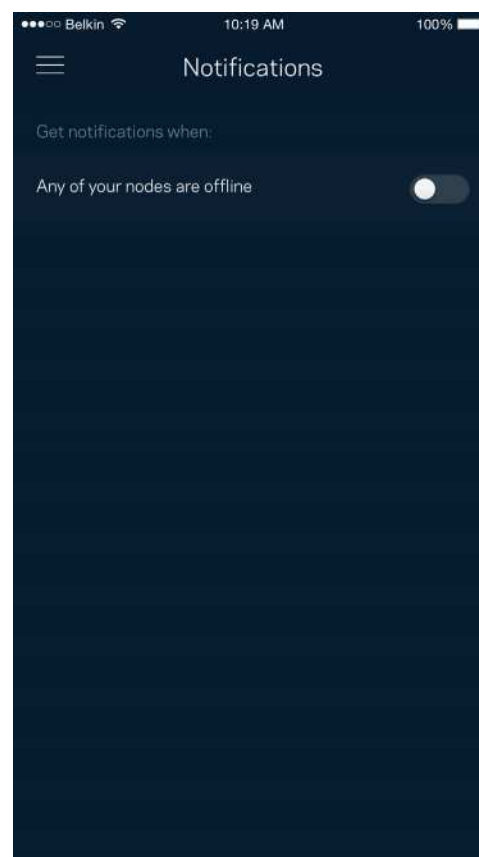 Belkin 10:19 AM 100%
Notifications
Get notifications when:
Any of your nodes are offline